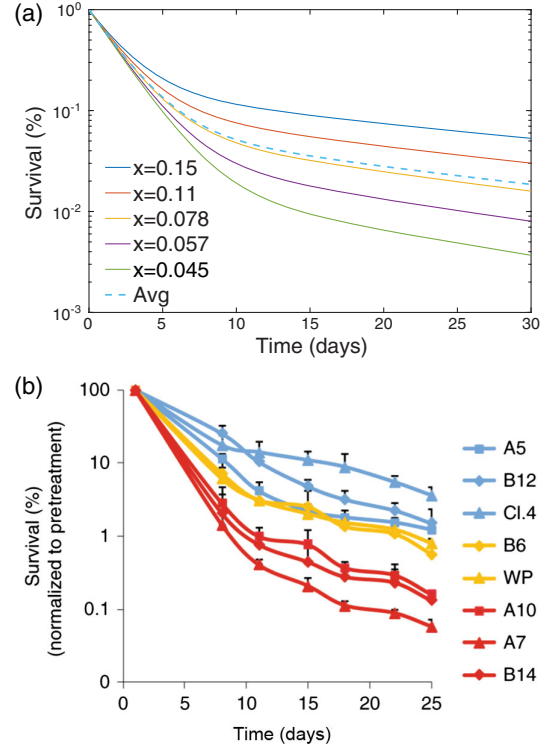 (a)
10⁰
10⁻¹
10⁻²
10⁻³
Survival (%)
x=0.15
x=0.11
x=0.078
x=0.057
x=0.045
Avg
0 5 10 15 20 25 30
Time (days)
(b)
100
10
1
0.1
0
Survival (%)
(normalized to pretreatment)
A5
B12
Cl.4
B6
WP
A10
A7
B14
0 5 10 15 20 25
Time (days)